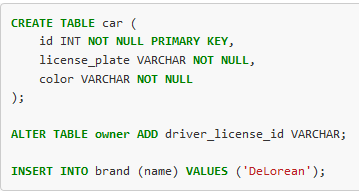 CREATE TABLE car (
    id INT NOT NULL PRIMARY KEY,
    license_plate VARCHAR NOT NULL,
    color VARCHAR NOT NULL
);
ALTER TABLE owner ADD driver_license_id VARCHAR;
INSERT INTO brand (name) VALUES ('DeLorean');